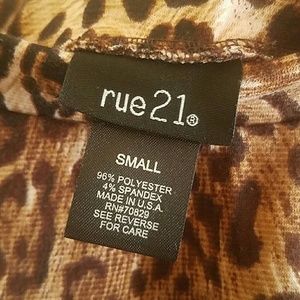 rue21®
SMALL
96% POLYESTER
4% SPANDEX
MADE IN U.S.A.
RN#70829
SEE REVERSE
FOR CARE